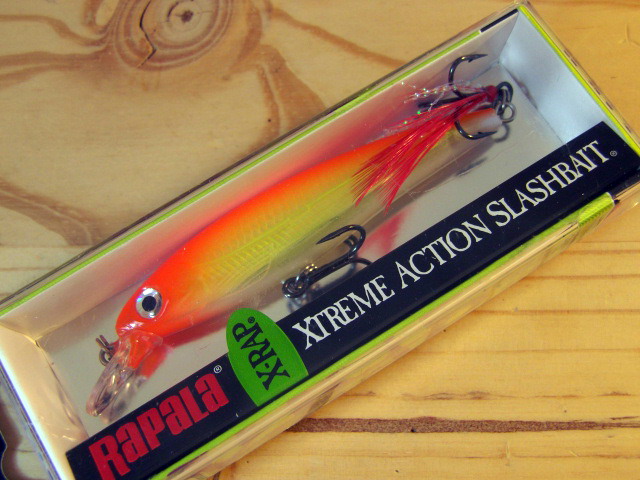 RAPALA®
X-RAP®
XTREME ACTION SLASHBAIT®